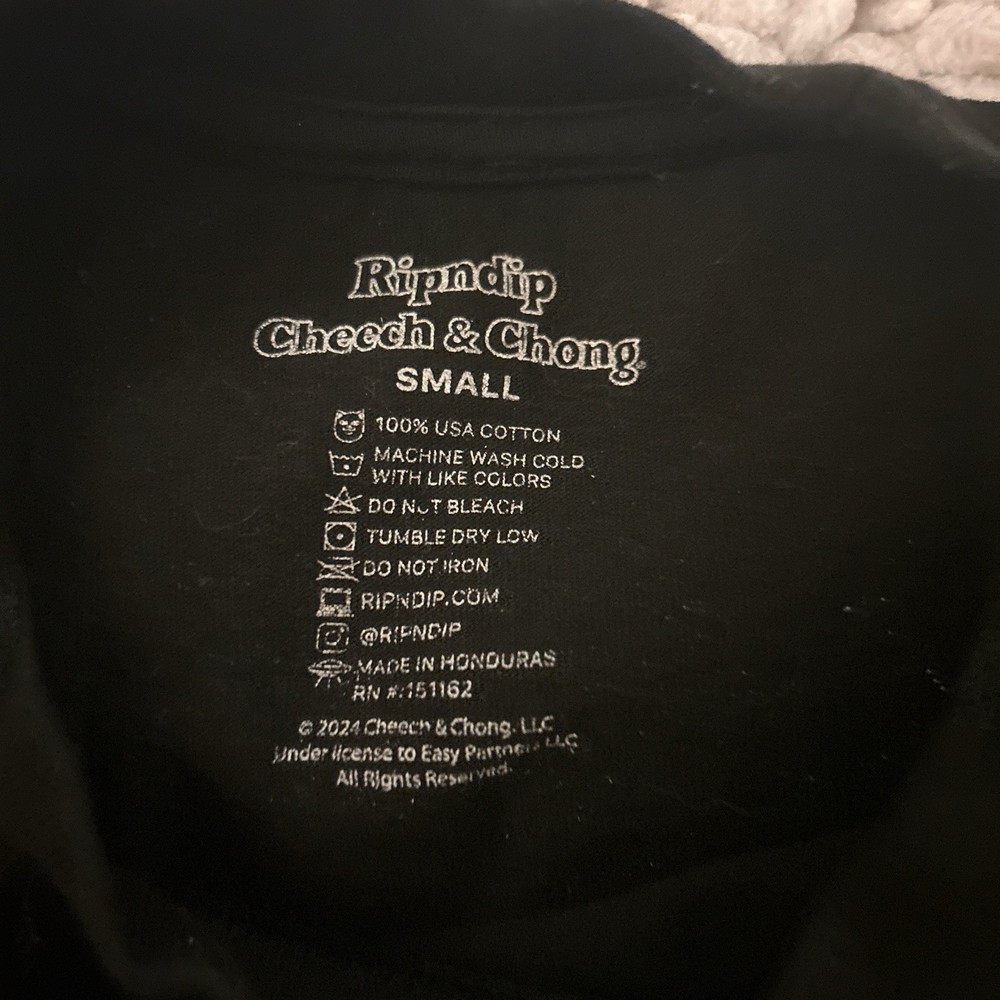 Ripndip
Cheech & Chong
SMALL
100% USA COTTON
MACHINE WASH COLD
WITH LIKE COLORS
DO NOT BLEACH
TUMBLE DRY LOW
DO NOT IRON
RIPNDIP.COM
@RIPNDIP
MADE IN HONDURAS
RN #:151162
© 2024 Cheech & Chong. LLC
Under license to Easy Partners LLC
All Rights Reserved.